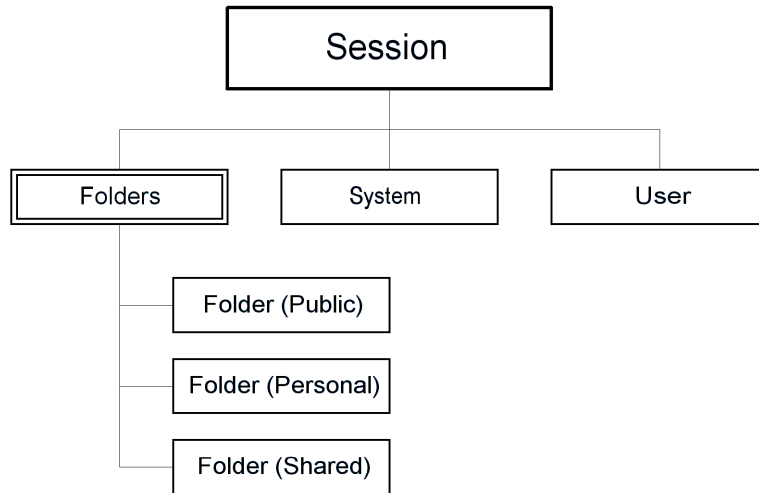 Session
Folders
System
User
Folder (Public)
Folder (Personal)
Folder (Shared)